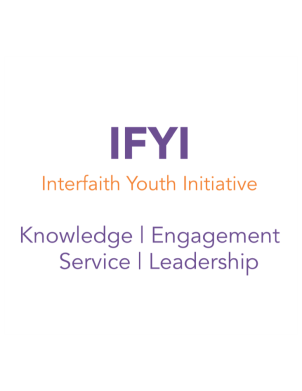 IFYI
Interfaith Youth Initiative
Knowledge | Engagement
Service | Leadership